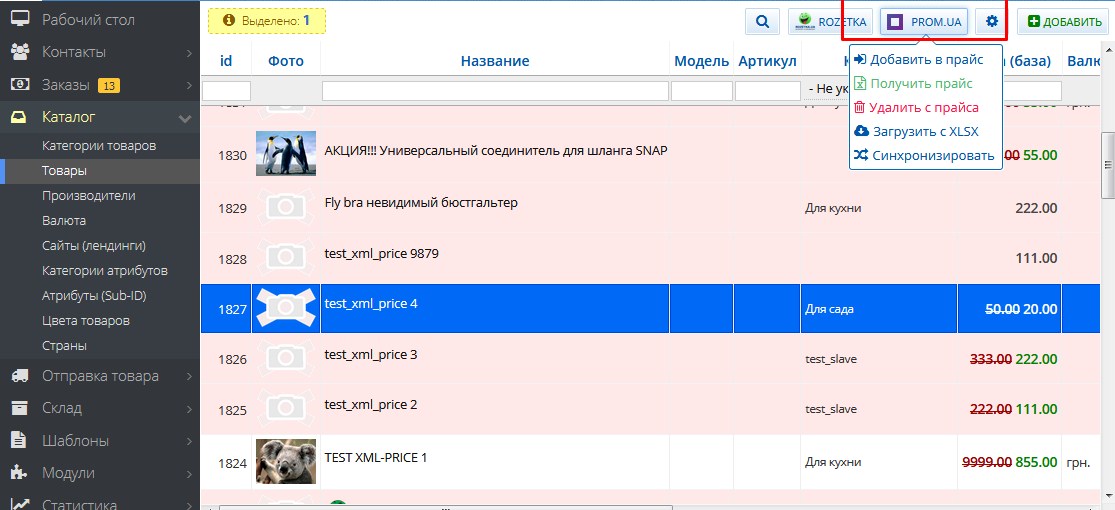 Рабочий стол
Контакты
Заказы 13
Каталог
Категории товаров
Товары
Производители
Валюта
Сайты (лендинги)
Категории атрибутов
Атрибуты (Sub-ID)
Цвета товаров
Страны
Отправка товара
Склад
Шаблоны
Модули
Статистика
Выделено: 1
ROZETKA
PROM.UA
ДОБАВИТЬ
Добавить в прайс
Получить прайс
Удалить с прайса
Загрузить с XLSX
Синхронизировать
id Фото Название Модель Артикул К (база) Валю
- Не ук
1830 АКЦИЯ!!! Универсальный соединитель для шланга SNAP .00 55.00
1829 Fly bra невидимый бюстгальтер Для кухни 222.00
1828 test_xml_price 9879 111.00
1827 test_xml_price 4 Для сада 50.00 20.00
1826 test_xml_price 3 test_slave 333.00 222.00
1825 test_xml_price 2 test_slave 222.00 111.00
1824 TEST XML-PRICE 1 Для кухни 9999.00 855.00 грн.